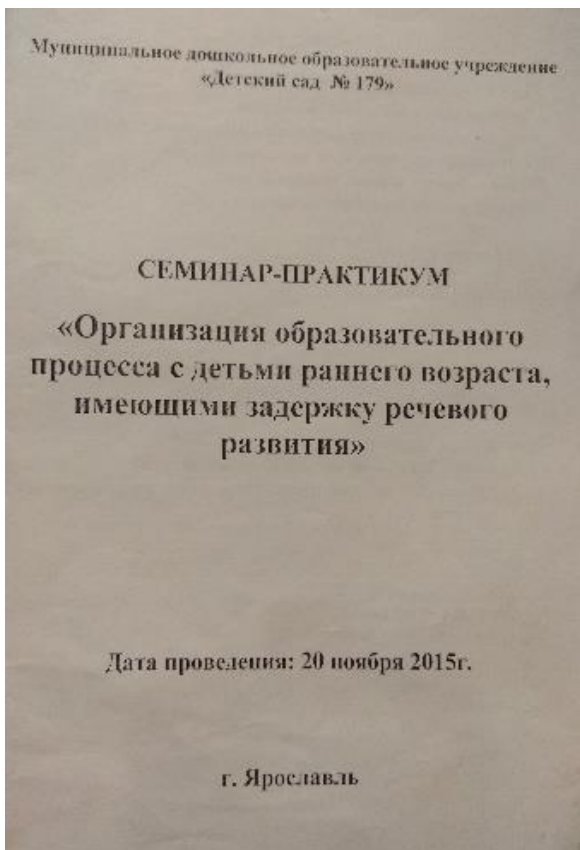 Муниципальное дошкольное образовательное учреждение
«Детский сад № 179»
СЕМИНАР-ПРАКТИКУМ
«Организация образовательного
процесса с детьми раннего возраста,
имеющими задержку речевого
развития»
Дата проведения: 20 ноября 2015г.
г. Ярославль